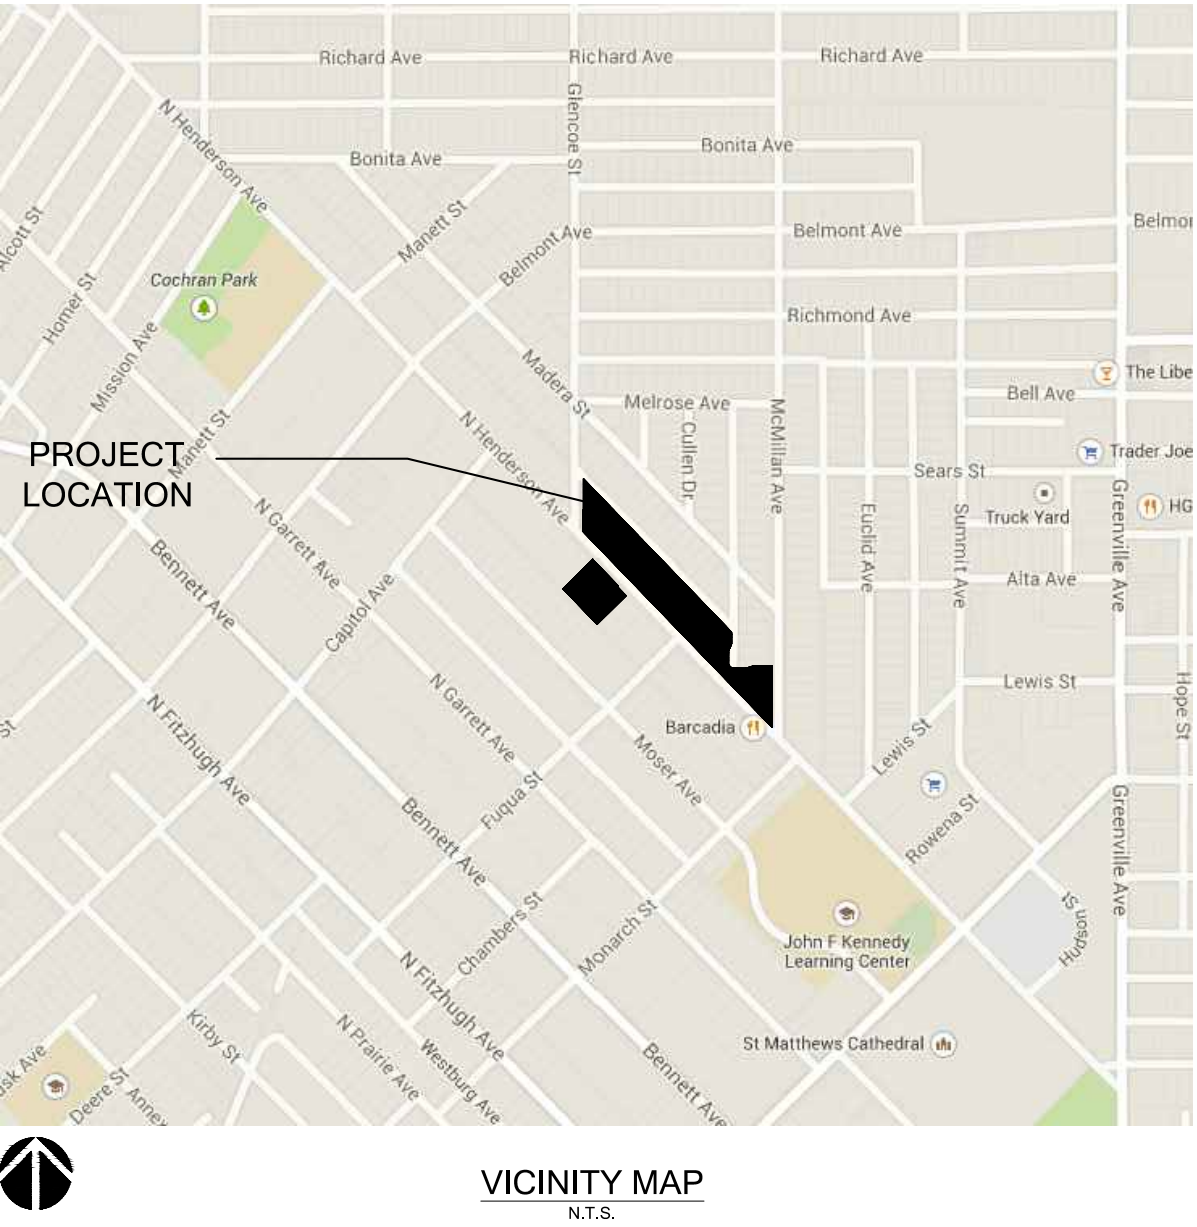 Richard Ave
Richard Ave
Richard Ave
N Henderson Ave
Glencoe St
Bonita Ave
Bonita Ave
Alcott St
Manett St
Belmont Ave
Belmont Ave
Belmor
Cochran Park
Homer St
Mission Ave
Richmond Ave
Madera St
The Libe
Bell Ave
Melrose Ave
McMillan Ave
Cullen Dr
N Henderson Ave
Manett St
PROJECT
LOCATION
Trader Joe
Sears St
Truck Yard
HG
Greenville Ave
Euclid Ave
Summit Ave
N Garrett Ave
Bennett Ave
Capitol Ave
Alta Ave
Lewis St
Hope St
N Garrett Ave
N Fitzhugh Ave
Barcadia
Moser Ave
Lewis St
St
Fuqua St
Bennett Ave
Rowena St
Greenville Ave
Chambers St
Monarch St
Hudson St
John F Kennedy
Learning Center
N Fitzhugh Ave
Kirby St
N Prairie Ave
Westburg Ave
St Matthews Cathedral
Bennett Ave
usk Ave
Deere St
Annex
VICINITY MAP
N.T.S.